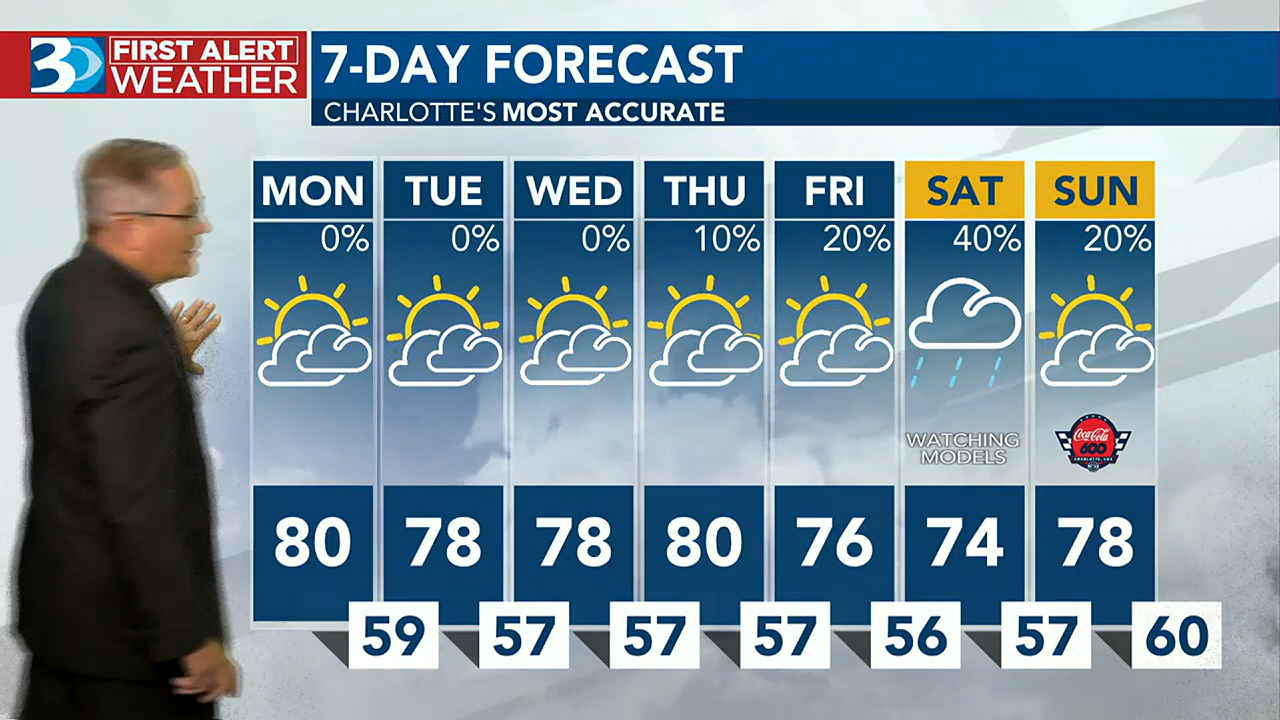 3 FIRST ALERT
WEATHER
7-DAY FORECAST
CHARLOTTE'S MOST ACCURATE
MON TUE WED THU FRI SAT SUN
0% 0% 0% 10% 20% 40% 20%
WATCHING
MODELS
Coca-Cola
600
80 78 78 80 76 74 78
59 57 57 57 56 57 60